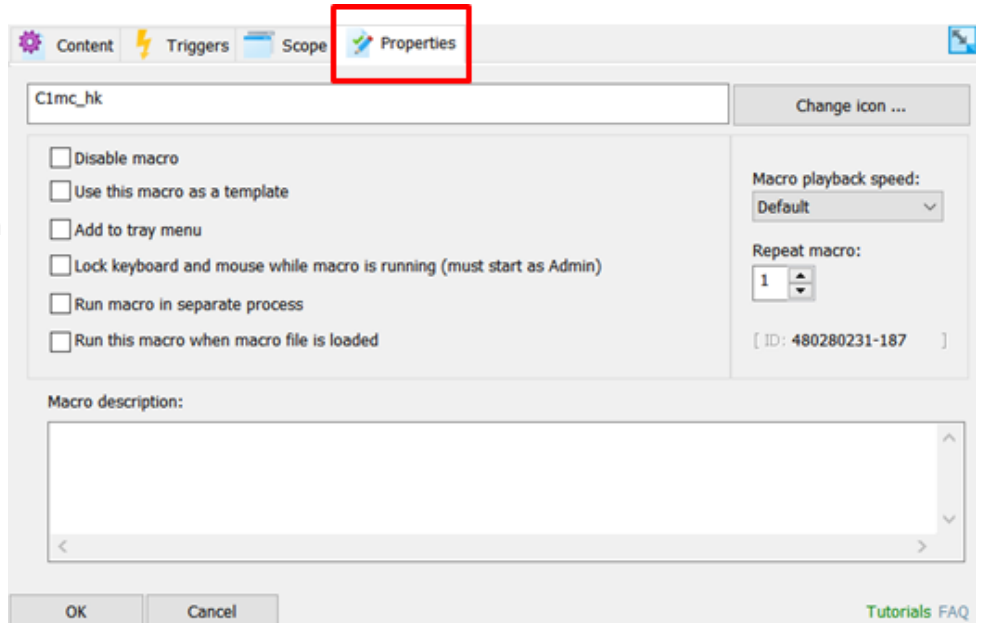 Content Triggers Scope Properties
C1mc_hk
Change icon ...
Disable macro
Use this macro as a template
Add to tray menu
Lock keyboard and mouse while macro is running (must start as Admin)
Run macro in separate process
Run this macro when macro file is loaded
Macro playback speed:
Default
Repeat macro:
1
[ ID: 480280231-187 ]
Macro description:
OK Cancel
Tutorials FAQ